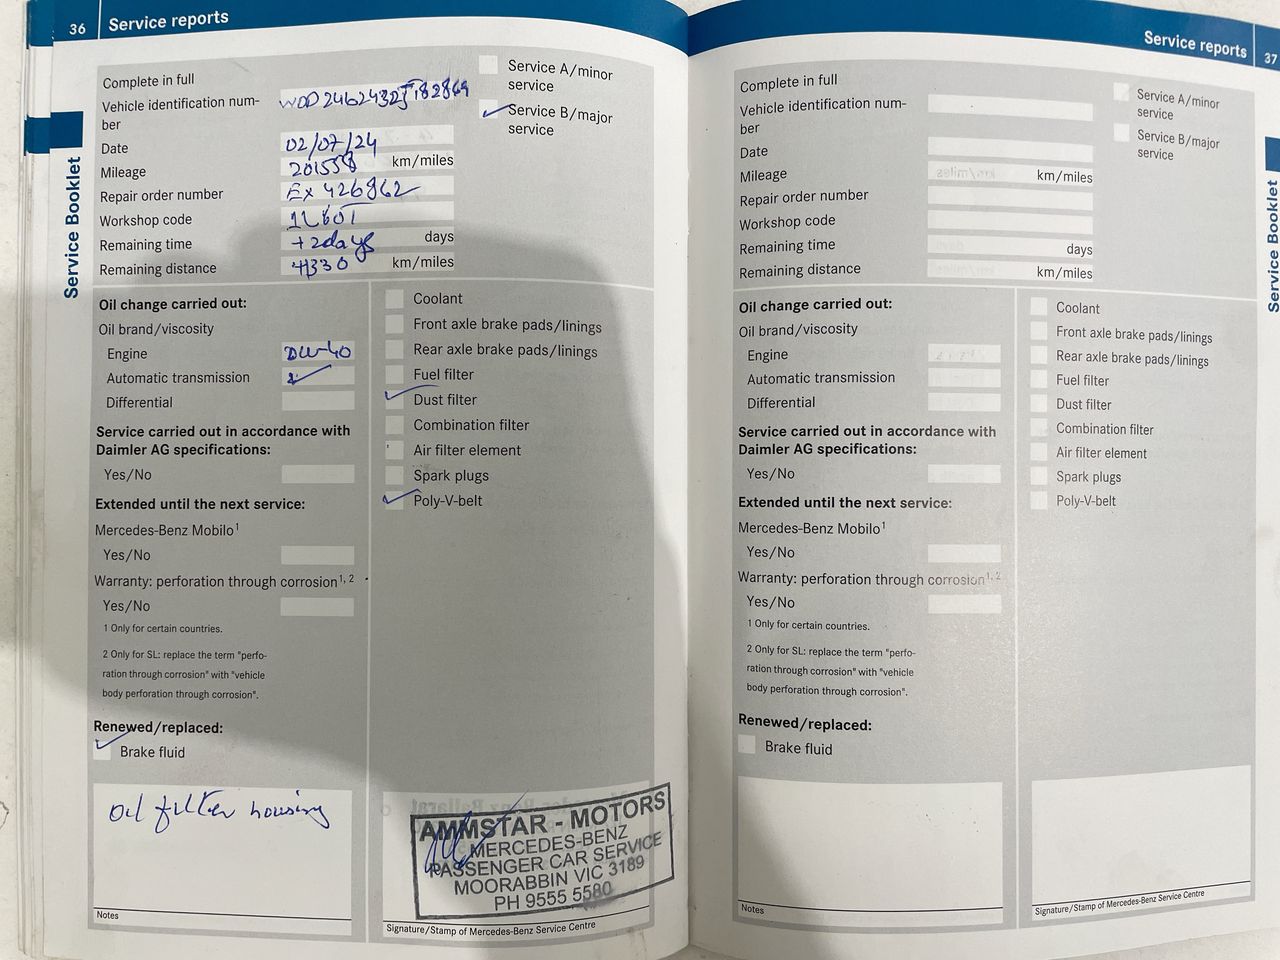 36 Service reports
Complete in full
Vehicle identification num-
ber
WDD2462432J182869
Date 02/07/24
Mileage 201558 km/miles
Repair order number EX 426862
Workshop code
Remaining time +2days days
Remaining distance 4330 km/miles
Service A/minor
service
Service B/major
service
Service Booklet
Oil change carried out:
Oil brand/viscosity
Engine
Automatic transmission
Differential
Service carried out in accordance with
Daimler AG specifications:
Yes/No
Extended until the next service:
Mercedes-Benz Mobilo1
Yes/No
Warranty: perforation through corrosion1, 2
Yes/No
1 Only for certain countries.
2 Only for SL: replace the term "perfo-
ration through corrosion" with "vehicle
body perforation through corrosion".
Renewed/replaced:
Brake fluid
Coolant
Front axle brake pads/linings
Rear axle brake pads/linings
Fuel filter
Dust filter
Combination filter
Air filter element
Spark plugs
Poly-V-belt
Oil filter housing
Notes
AMMSTAR - MOTORS
MERCEDES-BENZ
PASSENGER CAR SERVICE
MOORABBIN VIC 3189
PH 9555 5580
Signature/Stamp of Mercedes-Benz Service Centre
Service reports 37
Complete in full
Vehicle identification num-
ber
Date
Mileage km/miles
Repair order number
Workshop code
Remaining time days
Remaining distance km/miles
Service A/minor
service
Service B/major
service
Service Booklet
Oil change carried out:
Oil brand/viscosity
Engine
Automatic transmission
Differential
Service carried out in accordance with
Daimler AG specifications:
Yes/No
Extended until the next service:
Mercedes-Benz Mobilo1
Yes/No
Warranty: perforation through corrosion1, 2
Yes/No
1 Only for certain countries.
2 Only for SL: replace the term "perfo-
ration through corrosion" with "vehicle
body perforation through corrosion".
Renewed/replaced:
Brake fluid
Coolant
Front axle brake pads/linings
Rear axle brake pads/linings
Fuel filter
Dust filter
Combination filter
Air filter element
Spark plugs
Poly-V-belt
Notes
Signature/Stamp of Mercedes-Benz Service Centre